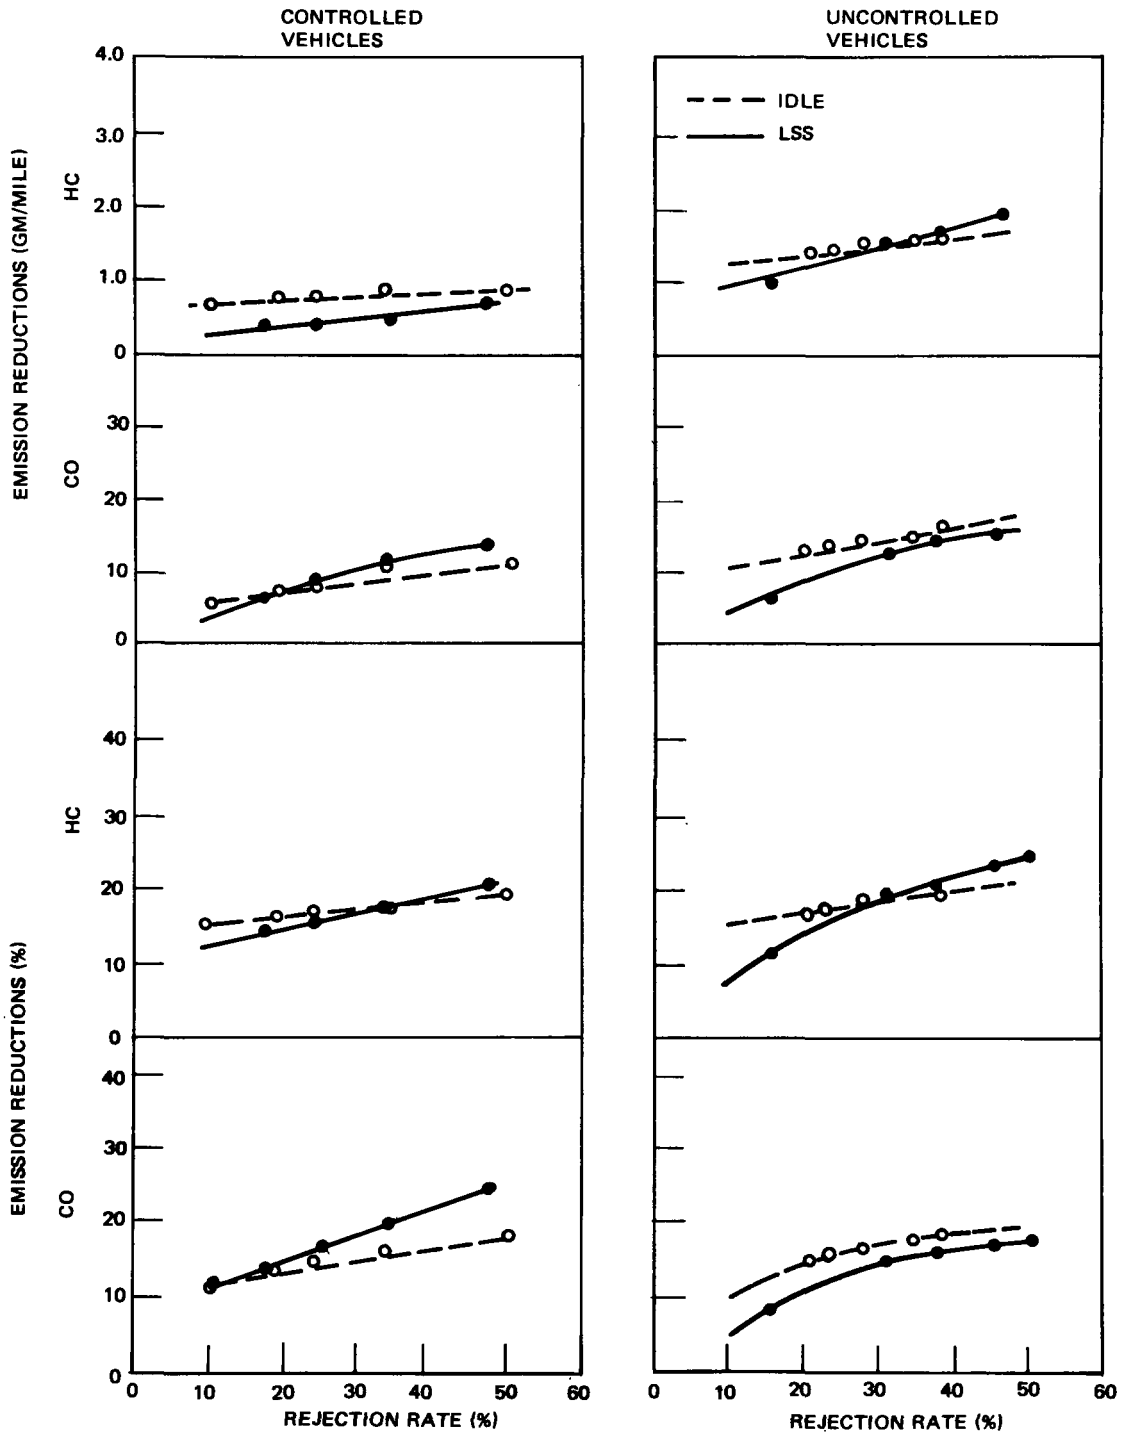 CONTROLLED
VEHICLES
UNCONTROLLED
VEHICLES
EMISSION REDUCTIONS (GM/MILE)
HC
4.0
3.0
2.0
1.0
0
IDLE
LSS
CO
30
20
10
0
EMISSION REDUCTIONS (%)
HC
40
30
20
10
0
CO
40
30
20
10
0
0 10 20 30 40 50 60
REJECTION RATE (%)
0 10 20 30 40 50 60
REJECTION RATE (%)